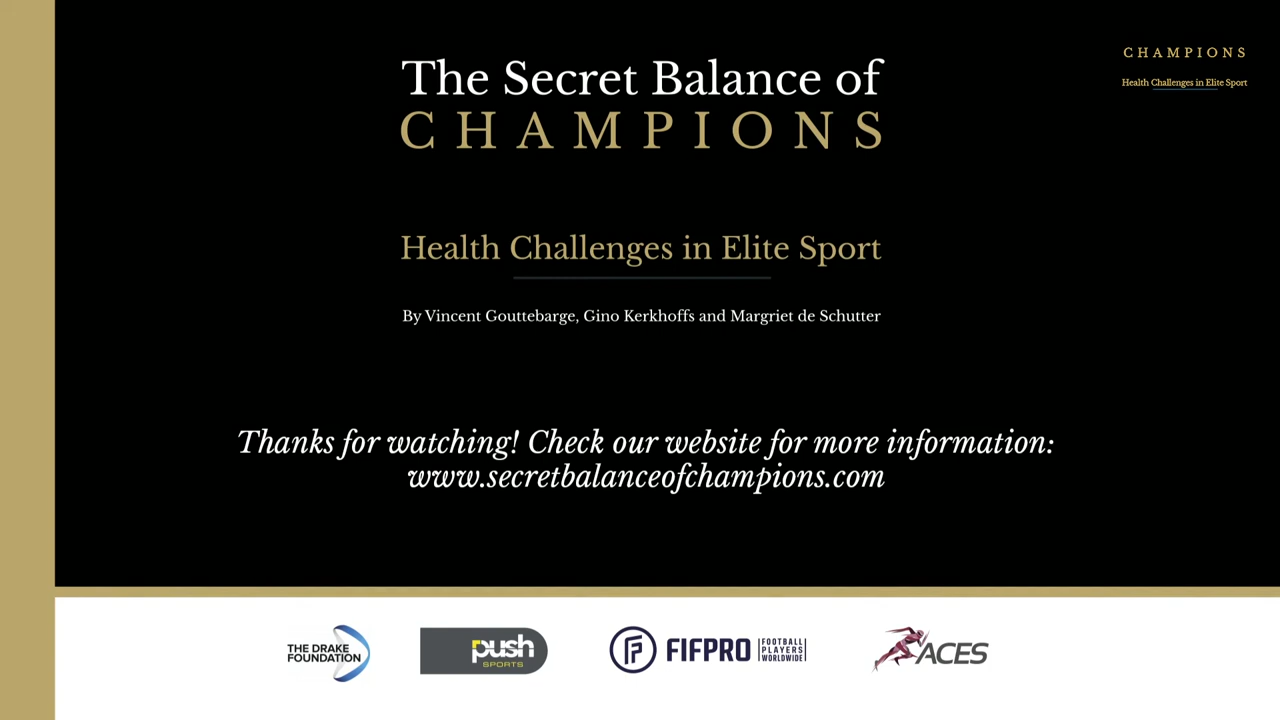 The Secret Balance of
CHAMPIONS
CHAMPIONS
Health Challenges in Elite Sport
Health Challenges in Elite Sport
By Vincent Gouttebarge, Gino Kerkhoffs and Margriet de Schutter
Thanks for watching! Check our website for more information:
www.secretbalanceofchampions.com
THE DRAKE
FOUNDATION
push
SPORTS
FIFPRO
FOOTBALL
PLAYERS
WORLDWIDE
ACES